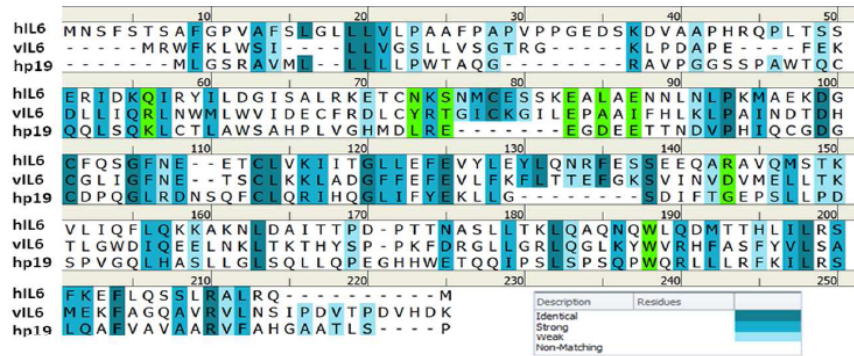 10 20 30 40 50
hIL6 MNSFSTSAFGPVAFSLGLLLVLPAAFPAPVPPGEDSKDVAAPHRQPLTSS
vIL6 -----MRWFKLWSI----LLVGSLLVSGTRG-----KLPDAPE----FEK
hp19 -------MLGSRAVML-LLLLPWTAQG---------RAVPGGSSPAWTQC
60 70 80 90 100
hIL6 ERIDKQIRYILDGISALRKETCNKSNMCESSKEALAENNLNLPKMAEKDG
vIL6 DLLIQRLNWMLWVIDECFRDLCYRTGICKGILEPAAIFHLKLPAINDTDH
hp19 QQLSQKLCTLAWSAHPLVGHMDLRE-------EGDEETTNDVPHIQCGDG
110 120 130 140 150
hIL6 CFQSGFNE--ETCLVKIITGLLEFEVYLEYLQNRFESSEEQARAVQMSTK
vIL6 CGLIGFNE--TSCLKKLADGFFEFEVLFKFLTTEFGKSVINVDVMELLTK
hp19 CDPQGLRDNSQFCLQRIHQGLIFYEKLLG--------SDIFTGEPSLLPD
160 170 180 190 200
hIL6 VLIQFLQKKAKNLDAITTPD-PTTNASLLTKLQAQNQWLQDMTTHLILRS
vIL6 TLGWDIQEELNKLTKTHYSP-PKFDRGLLGRLQGLKYWVRHFASFYVLSA
hp19 SPVGQLHASLLGLSQLLQPEGHHWETQQIPSLSPSQPWQRLLLRFKILRS
210 220 230 240 250
hIL6 FKEFLQSSLRALRQ----------M
vIL6 MEKFAGQAVRVLNSIPDVTPDVHDK
hp19 LQAFVAVAARVFAHGAATLS----P
Description Residues
Identical
Strong
Weak
Non-Matching